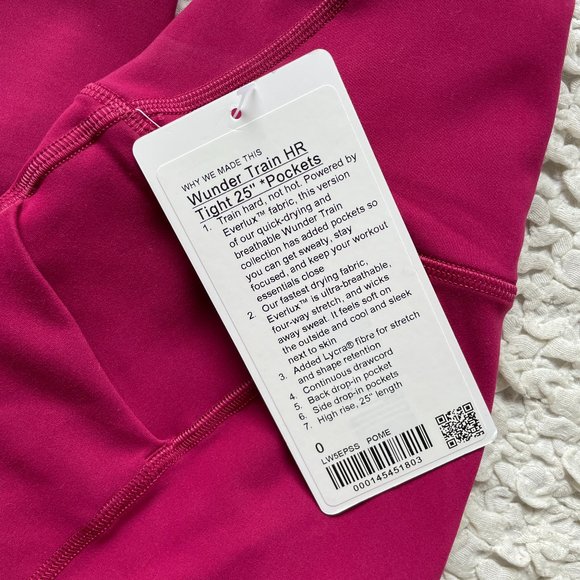 WHY WE MADE THIS
Wunder Train HR
Tight 25" *Pockets
1. Train hard, not hot. Powered by
Everlux™ fabric, this version
of our quick-drying and
breathable Wunder Train
collection has added pockets so
you can get sweaty, stay
focused, and keep your workout
essentials close
2. Our fastest drying fabric,
Everlux™ is ultra-breathable,
four-way stretch, and wicks
away sweat. It feels soft on
the outside and cool and sleek
next to skin
3. Added Lycra® fibre for stretch
and shape retention
4. Continuous drawcord
5. Back drop-in pocket
6. Side drop-in pockets
7. High rise, 25" length
0
LW5EPSS POME
000145451803